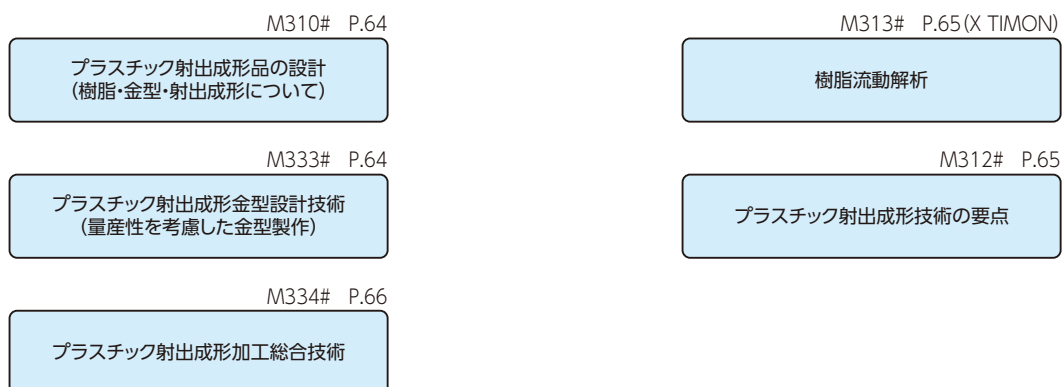 M310# P.64
プラスチック射出成形品の設計
(樹脂・金型・射出成形について)
M333# P.64
プラスチック射出成形金型設計技術
(量産性を考慮した金型製作)
M334# P.66
プラスチック射出成形加工総合技術
M313# P.65(X TIMON)
樹脂流動解析
M312# P.65
プラスチック射出成形技術の要点